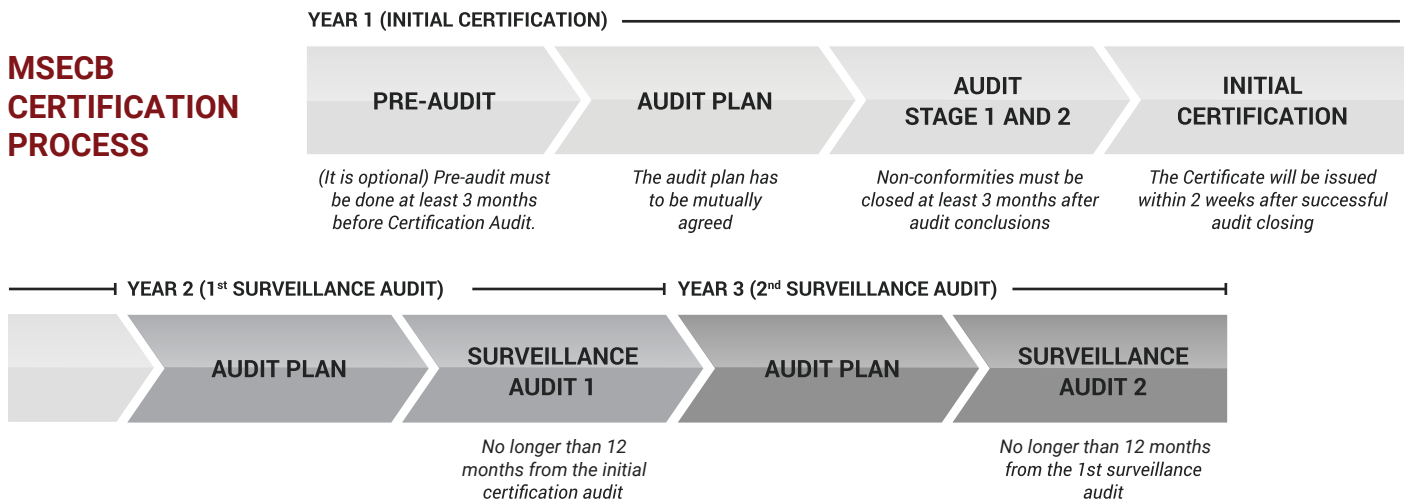 MSECB
CERTIFICATION
PROCESS
YEAR 1 (INITIAL CERTIFICATION)
PRE-AUDIT
(It is optional) Pre-audit must
be done at least 3 months
before Certification Audit.
AUDIT PLAN
The audit plan has
to be mutually
agreed
AUDIT
STAGE 1 AND 2
Non-conformities must be
closed at least 3 months after
audit conclusions
INITIAL
CERTIFICATION
The Certificate will be issued
within 2 weeks after successful
audit closing
YEAR 2 (1st SURVEILLANCE AUDIT)
AUDIT PLAN
SURVEILLANCE
AUDIT 1
No longer than 12
months from the initial
certification audit
YEAR 3 (2nd SURVEILLANCE AUDIT)
AUDIT PLAN
SURVEILLANCE
AUDIT 2
No longer than 12 months
from the 1st surveillance
audit